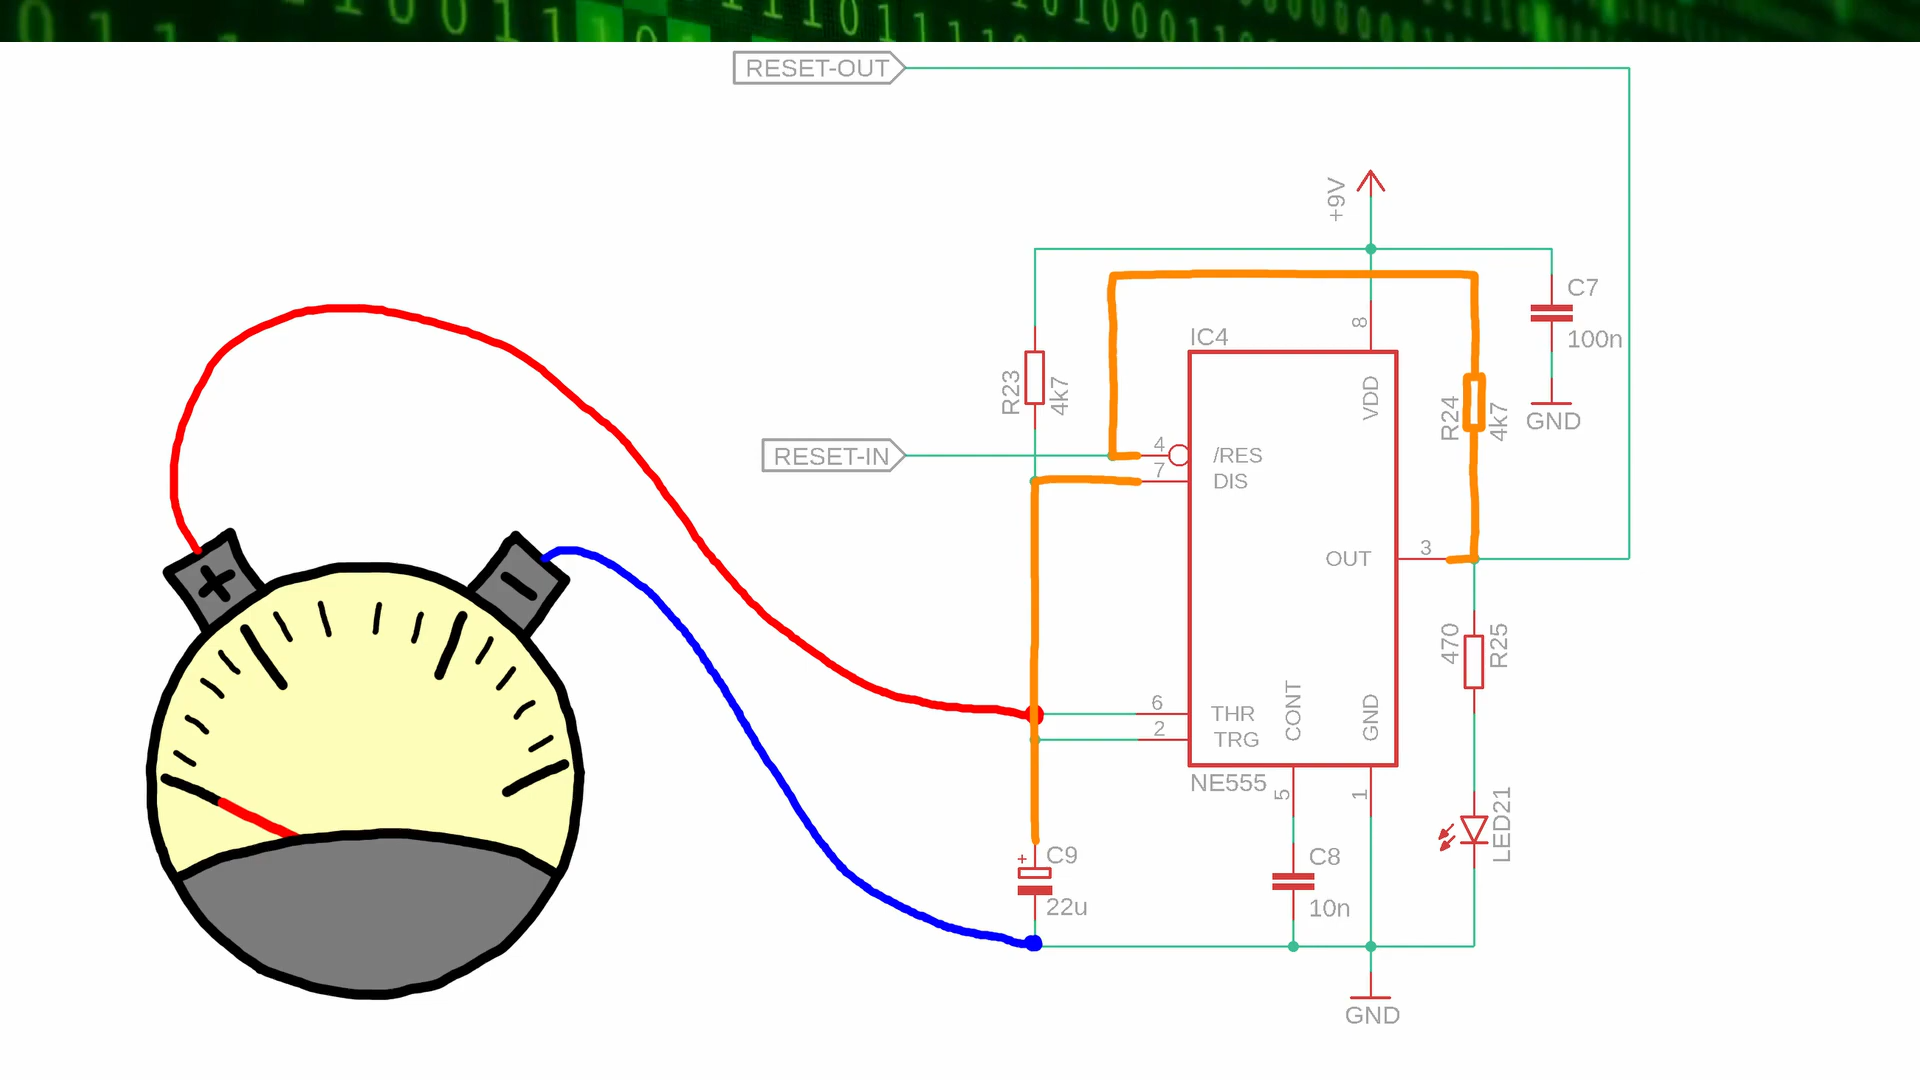 RESET-OUT
+9V
C7
100n
GND
IC4
8
VDD
R23
4k7
R24
4k7
RESET-IN
4
/RES
7
DIS
OUT
3
470
R25
6
THR
2
TRG
CONT
GND
NE555
5
1
LED21
+
C9
22u
C8
10n
GND
+
-